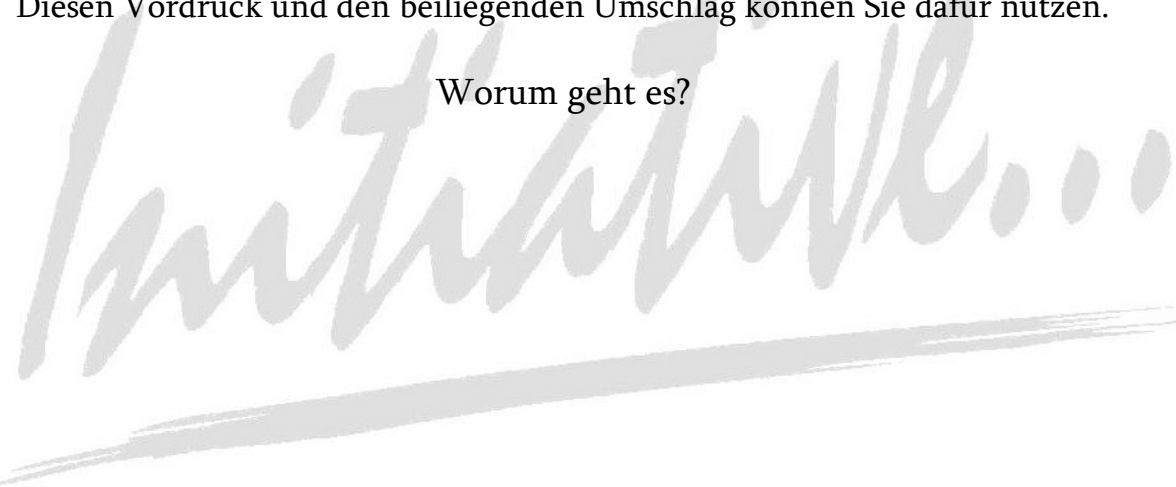 Diesen Vordruck und den beiliegenden Umschlag können Sie dafür nutzen.
Worum geht es?
Initiative...